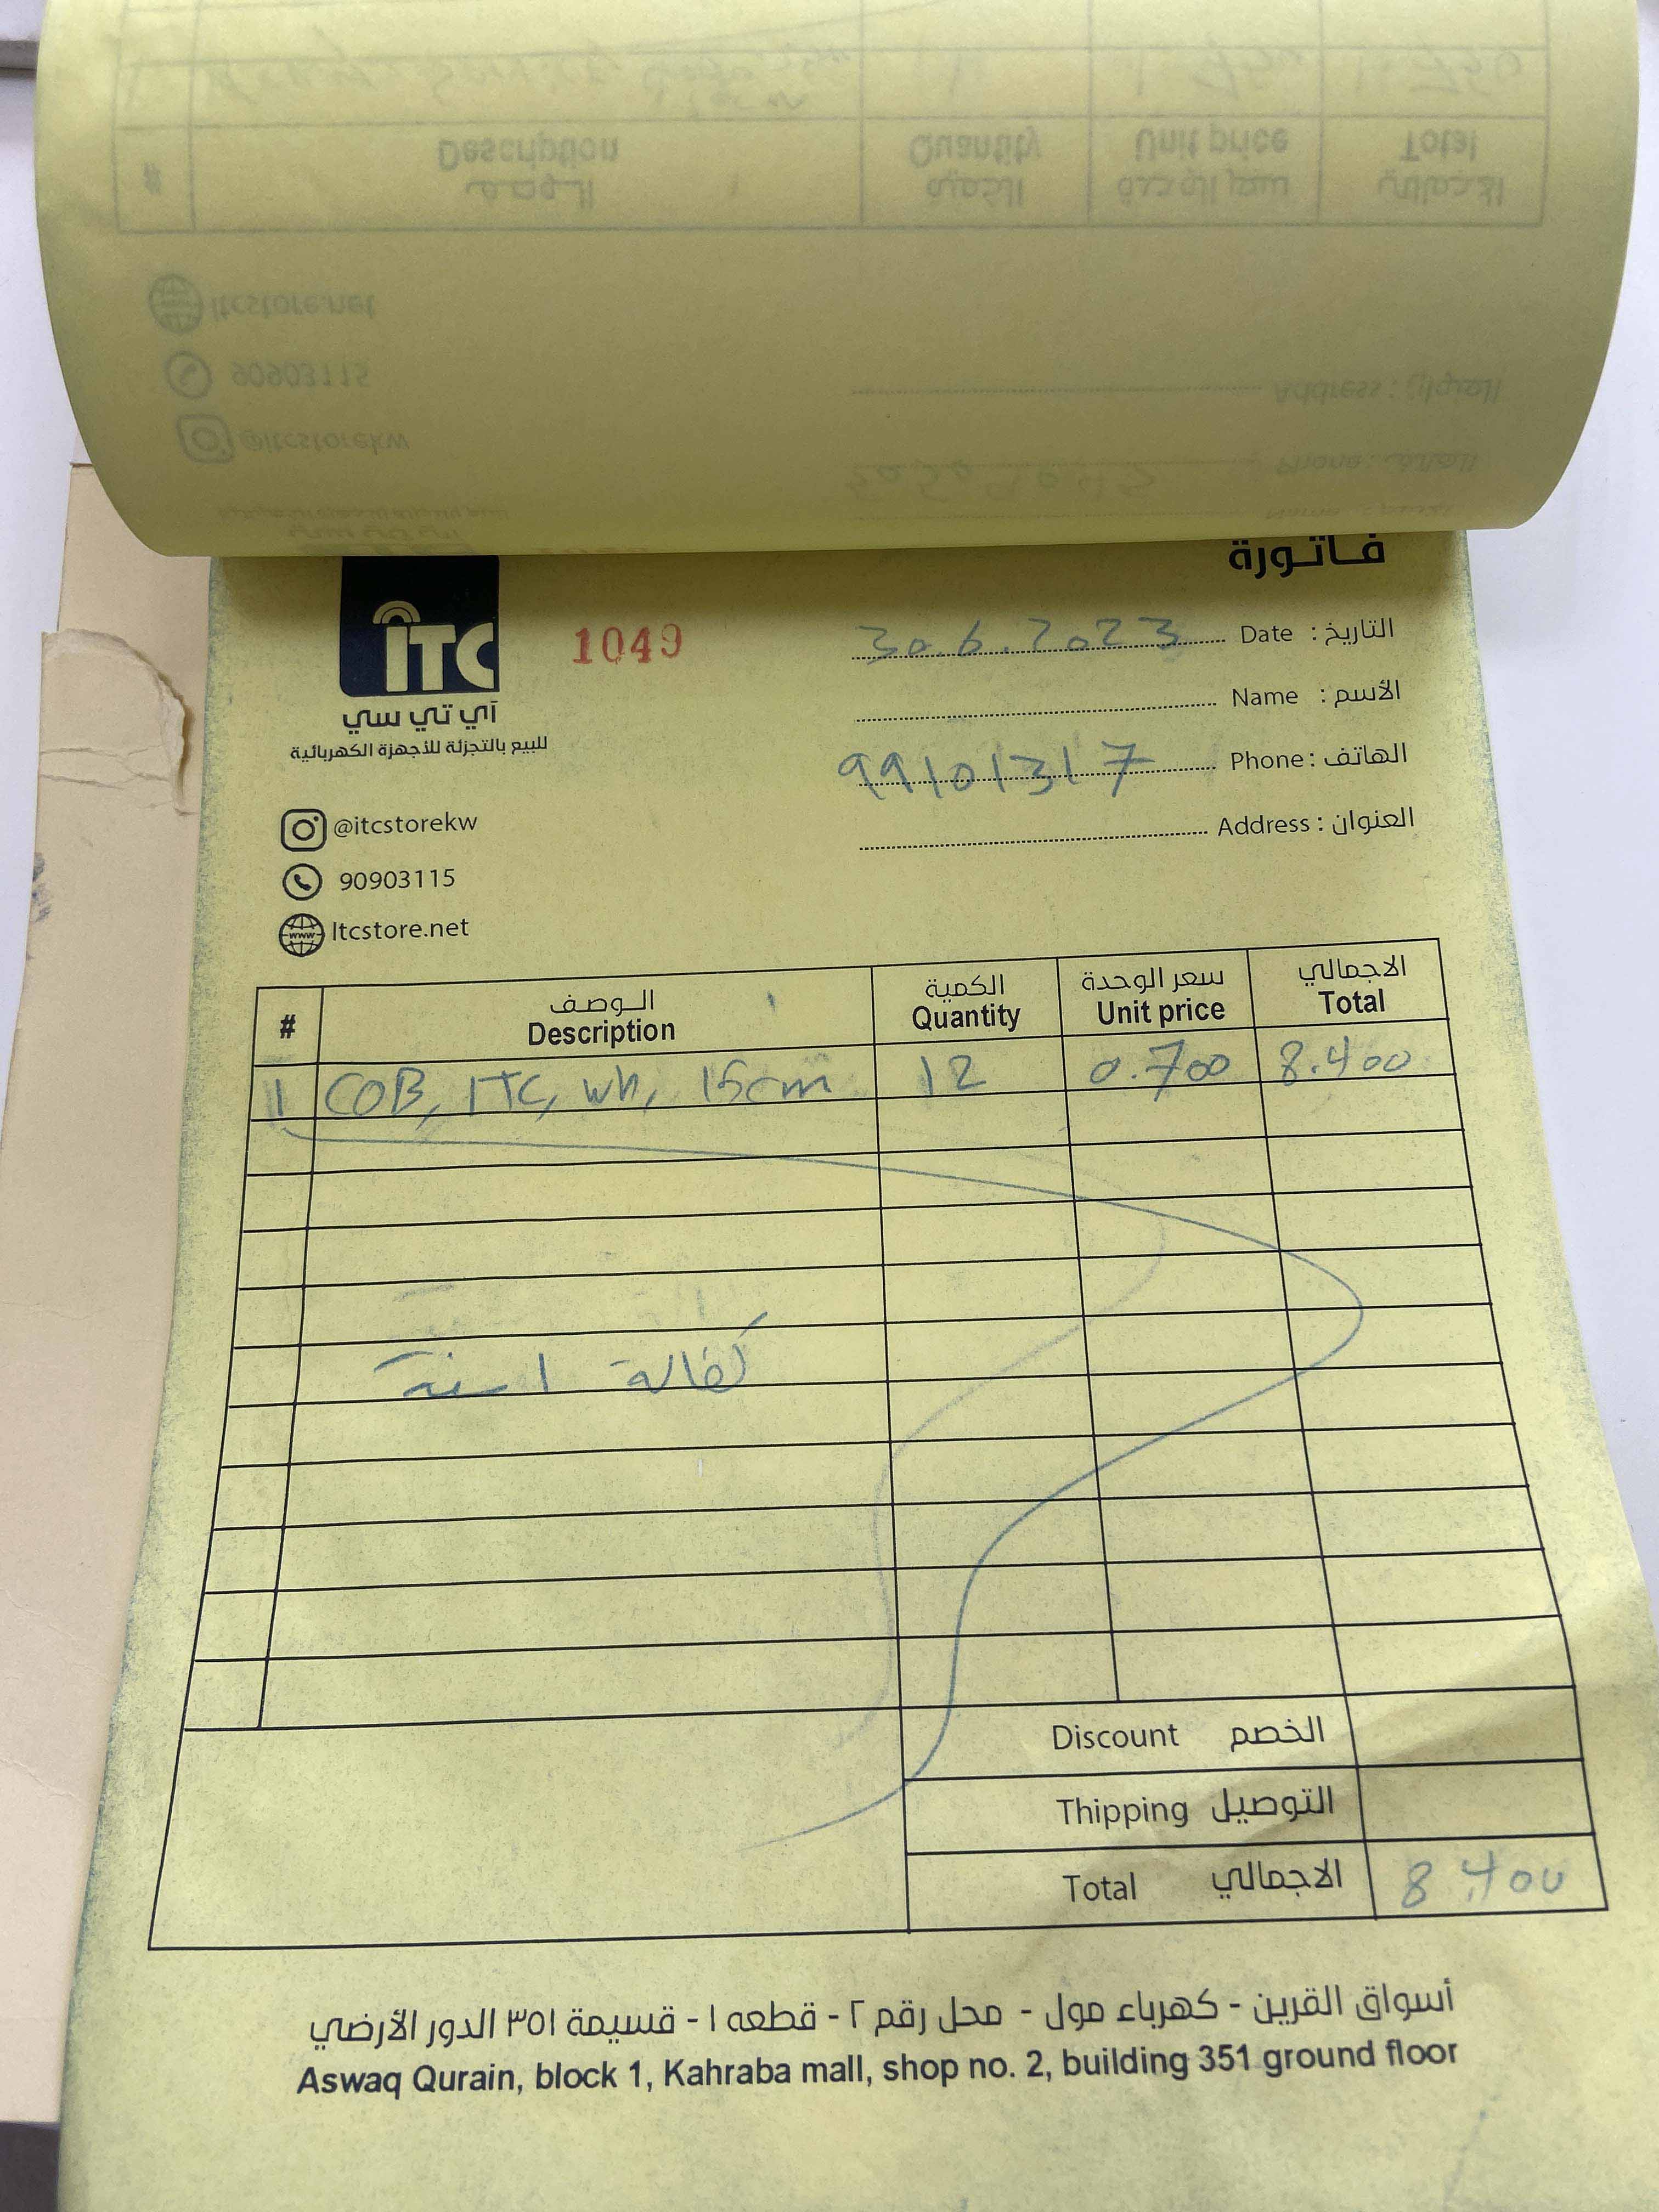 فاتورة
ITC
1049
آي تي سي
للبيع بالتجزئة للأجهزة الكهربائية
التاريخ : Date 30.6.2023
الأسم : Name
الهاتف : Phone 99101317
العنوان : Address
@itcstorekw
90903115
Itcstore.net
# الوصف الكمية سعر الوحدة الاجمالي
Description Quantity Unit price Total
1 COB, ITC, wh, 15cm 12 0.700 8.400
كفالة ١ سنة
Discount الخصم
Thipping التوصيل
Total الاجمالي 8.400
أسواق القرين - كهرباء مول - محل رقم ٢ - قطعه ١ - قسيمة ٣٥١ الدور الأرضي
Aswaq Qurain, block 1, Kahraba mall, shop no. 2, building 351 ground floor